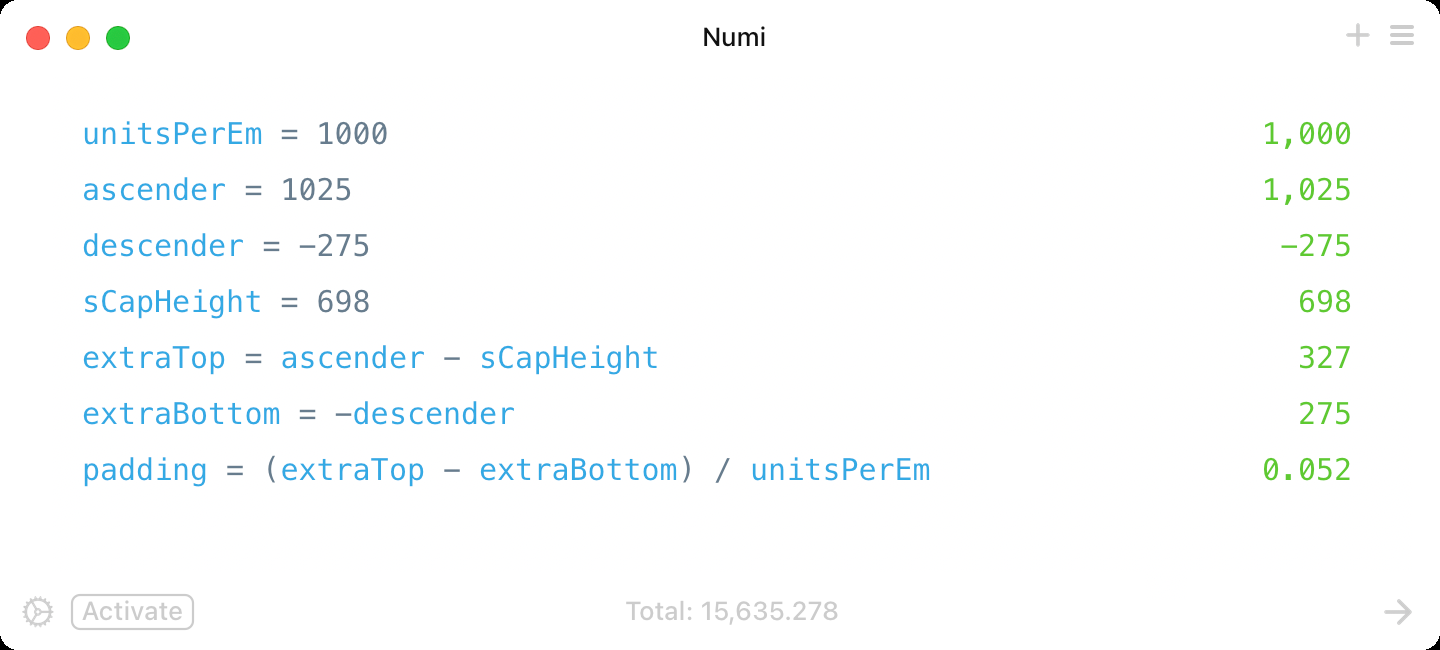 Numi
unitsPerEm = 1000 1,000
ascender = 1025 1,025
descender = −275 −275
sCapHeight = 698 698
extraTop = ascender − sCapHeight 327
extraBottom = −descender 275
padding = (extraTop − extraBottom) / unitsPerEm 0.052
Activate Total: 15,635.278